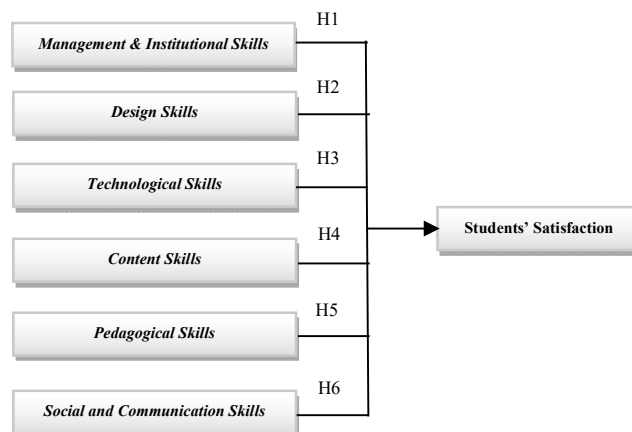 H1
Management & Institutional Skills
H2
Design Skills
H3
Technological Skills
Students’ Satisfaction
H4
Content Skills
H5
Pedagogical Skills
H6
Social and Communication Skills